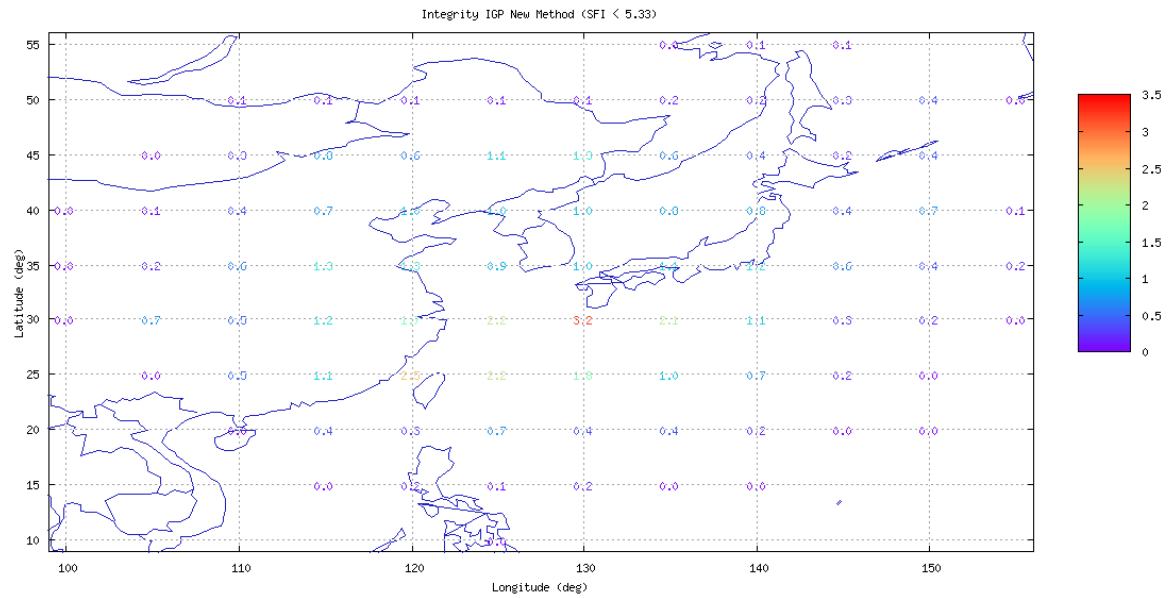 Integrity IGP New Method (SFI < 5.33)
55 0.0 0.1 0.1
50 0.1 0.1 0.1 0.1 0.1 0.2 0.2 0.3 0.4 0.0
45 0.0 0.3 0.8 0.6 1.1 1.3 0.6 0.4 0.2 0.4
40 0.0 0.1 0.4 0.7 1.0 1.0 1.0 0.8 0.8 0.4 0.7 0.1
35 0.0 0.2 0.6 1.3 0.9 1.0 1.2 0.6 0.4 0.2
30 0.0 0.7 0.5 1.2 2.2 3.2 2.1 1.1 0.3 0.2 0.0
25 0.0 0.5 1.1 2.5 2.2 1.8 1.0 0.7 0.2 0.0
20 0.0 0.4 0.3 0.7 0.4 0.4 0.2 0.0 0.0
15 0.0 0.2 0.1 0.2 0.0 0.0
10 0.0
100 110 120 130 140 150
Longitude (deg)
Latitude (deg)
3.5
3
2.5
2
1.5
1
0.5
0